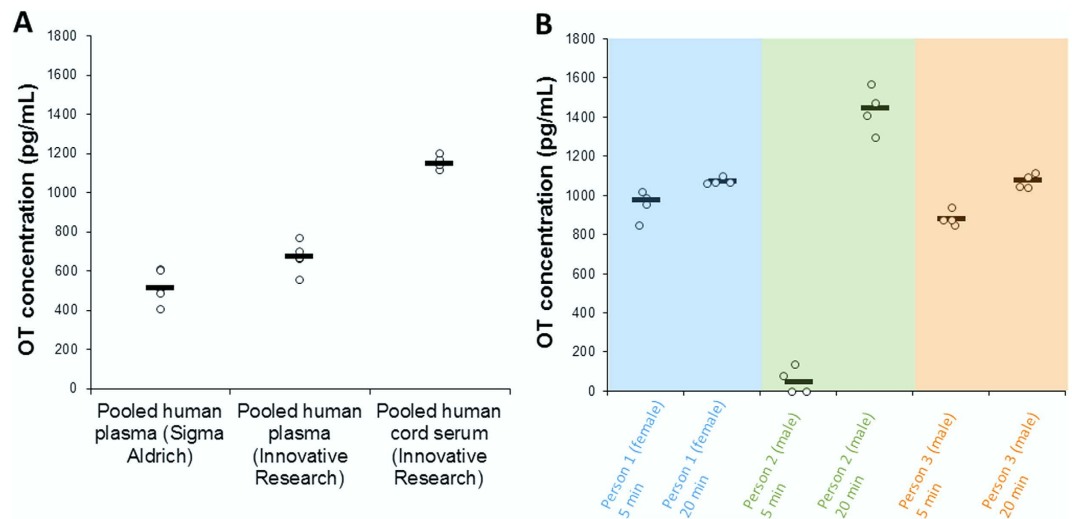 A
OT concentration (pg/mL)
1800
1600
1400
1200
1000
800
600
400
200
0
Pooled human
plasma (Sigma
Aldrich)
Pooled human
plasma
(Innovative
Research)
Pooled human
cord serum
(Innovative
Research)
B
OT concentration (pg/mL)
1800
1600
1400
1200
1000
800
600
400
200
0
Person 1 (female)
5 min
Person 1 (female)
20 min
Person 2 (male)
5 min
Person 2 (male)
20 min
Person 3 (male)
5 min
Person 3 (male)
20 min